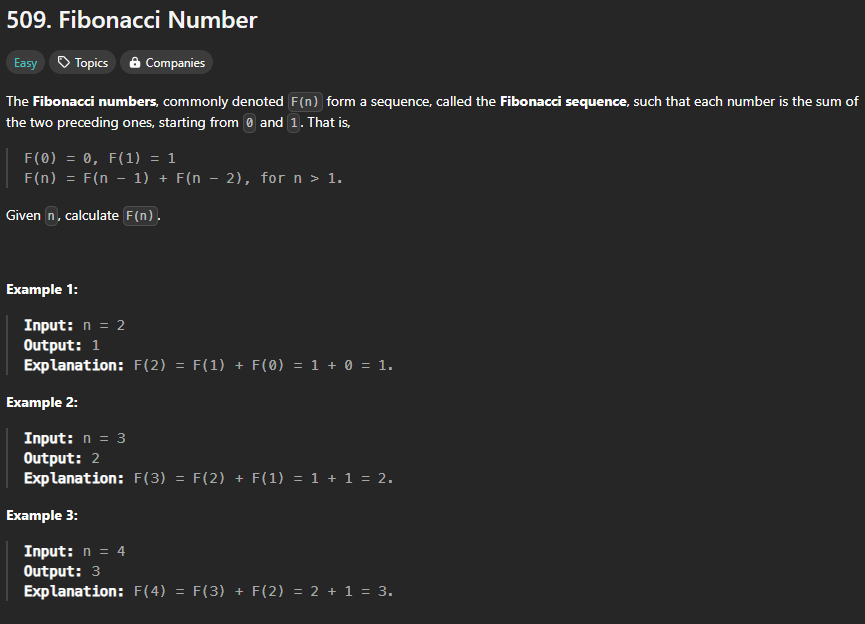 509. Fibonacci Number
Easy Topics Companies
The Fibonacci numbers, commonly denoted F(n) form a sequence, called the Fibonacci sequence, such that each number is the sum of
the two preceding ones, starting from 0 and 1. That is,
F(0) = 0, F(1) = 1
F(n) = F(n - 1) + F(n - 2), for n > 1.
Given n, calculate F(n).
Example 1:
Input: n = 2
Output: 1
Explanation: F(2) = F(1) + F(0) = 1 + 0 = 1.
Example 2:
Input: n = 3
Output: 2
Explanation: F(3) = F(2) + F(1) = 1 + 1 = 2.
Example 3:
Input: n = 4
Output: 3
Explanation: F(4) = F(3) + F(2) = 2 + 1 = 3.